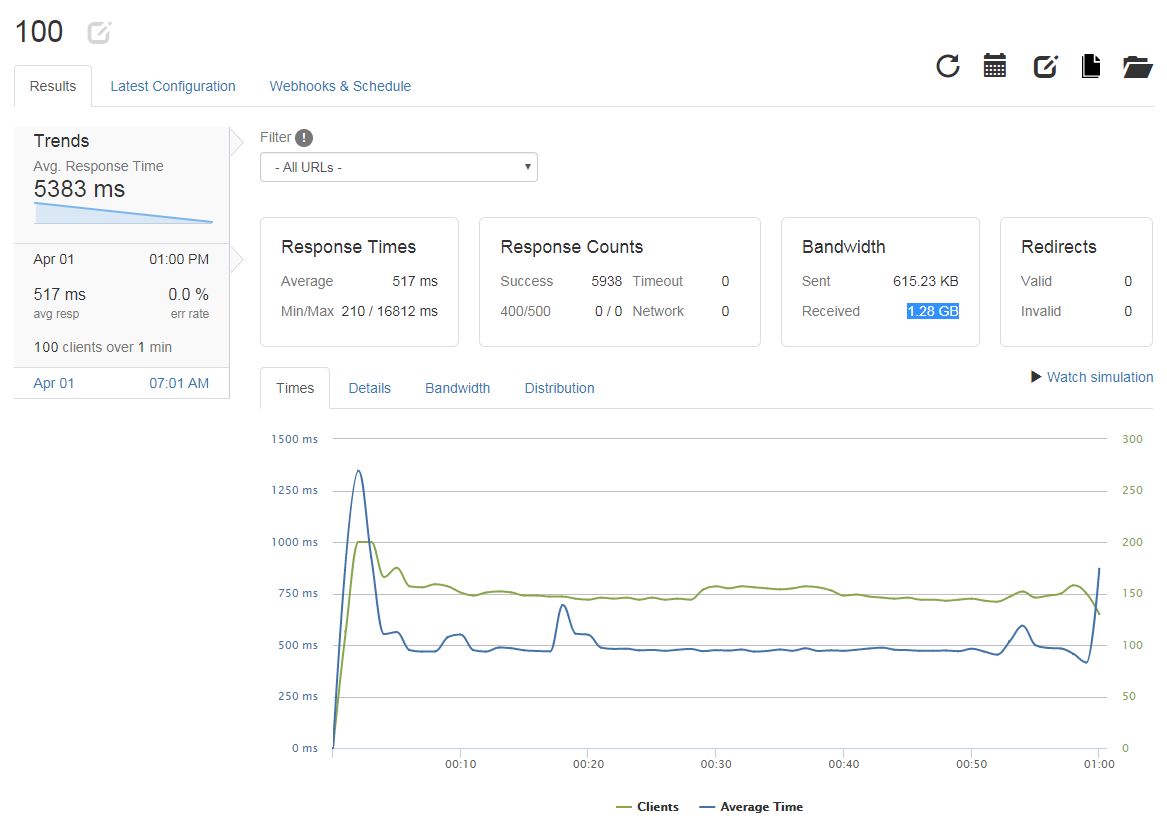 100
Results Latest Configuration Webhooks & Schedule
Trends
Avg. Response Time
5383 ms
Apr 01 01:00 PM
517 ms 0.0 %
avg resp err rate
100 clients over 1 min
Apr 01 07:01 AM
Filter !
- All URLs -
Response Times
Average 517 ms
Min/Max 210 / 16812 ms
Response Counts
Success 5938 Timeout 0
400/500 0 / 0 Network 0
Bandwidth
Sent 615.23 KB
Received 1.28 GB
Redirects
Valid 0
Invalid 0
Times Details Bandwidth Distribution
Watch simulation
1500 ms 300
1250 ms 250
1000 ms 200
750 ms 150
500 ms 100
250 ms 50
0 ms 0
00:10 00:20 00:30 00:40 00:50 01:00
Clients Average Time